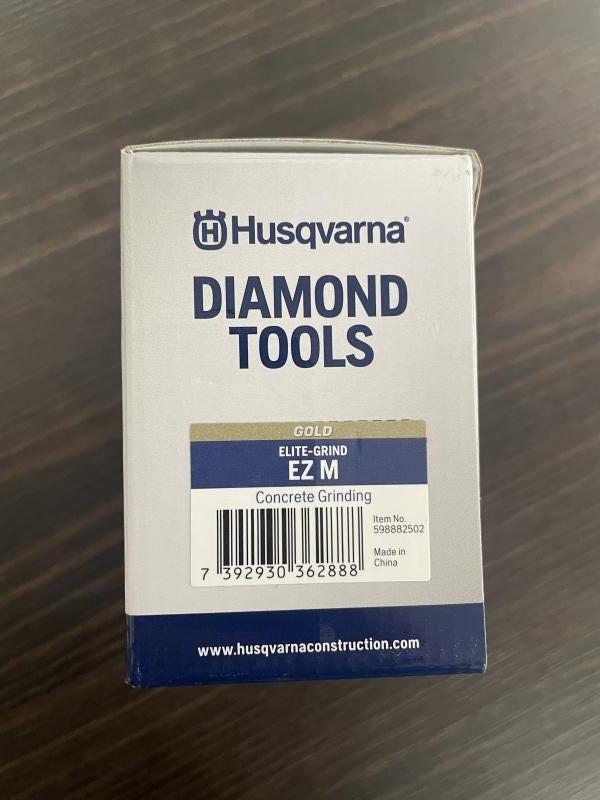 Husqvarna®
DIAMOND
TOOLS
GOLD
ELITE-GRIND
EZ M
Concrete Grinding
Item No.
598882502
Made in
China
7 392930 362888
www.husqvarnaconstruction.com